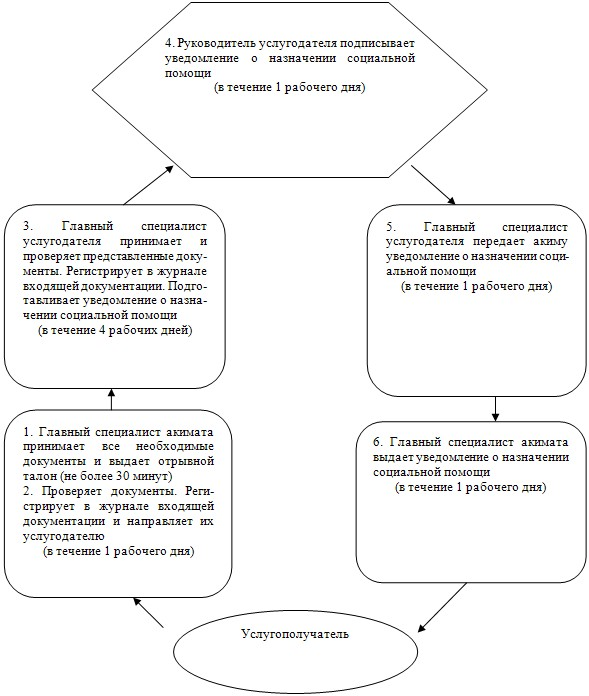 4. Руководитель услугодателя подписывает
уведомление о назначении социальной
помощи
(в течение 1 рабочего дня)
3. Главный специалист
услугодателя принимает и
проверяет представленные доку-
менты. Регистрирует в журнале
входящей документации. Подго-
тавливает уведомление о назна-
чении социальной помощи
(в течение 4 рабочих дней)
5. Главный специалист
услугодателя передает акиму
уведомление о назначении соци-
альной помощи
(в течение 1 рабочего дня)
1. Главный специалист акимата
принимает все необходимые
документы и выдает отрывной
талон (не более 30 минут)
2. Проверяет документы. Реги-
стрирует в журнале входящей
документации и направляет их
услугодателю
(в течение 1 рабочего дня)
6. Главный специалист акимата
выдает уведомление о назначении
социальной помощи
(в течение 1 рабочего дня)
Услугополучатель